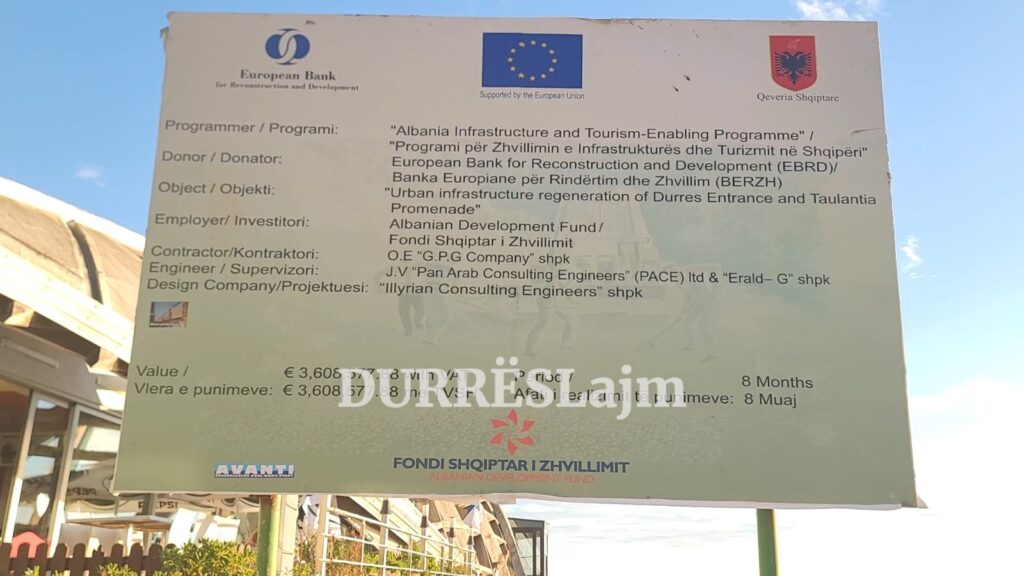 European Bank
for Reconstruction and Development
Supported by the European Union
Qeveria Shqiptare
Programmer / Programi: "Albania Infrastructure and Tourism-Enabling Programme" /
"Programi për Zhvillimin e Infrastrukturës dhe Turizmit në Shqipëri"
Donor / Donator: European Bank for Reconstruction and Development (EBRD)/
Banka Europiane për Rindërtim dhe Zhvillim (BERZH)
Object / Objekti: "Urban infrastructure regeneration of Durres Entrance and Taulantia
Promenade"
Employer/ Investitori: Albanian Development Fund/
Fondi Shqiptar i Zhvillimit
Contractor/Kontraktori: O.E "G.P.G Company" shpk
Engineer / Supervizori: J.V "Pan Arab Consulting Engineers" (PACE) ltd & "Erald– G" shpk
Design Company/Projektuesi: "Illyrian Consulting Engineers" shpk
Value / € Period / 8 Months
Vlera e punimeve: € Afati i të punimeve: 8 Muaj
DURRËSLajm
AVANTI
FONDI SHQIPTAR I ZHVILLIMIT
ALBANIAN DEVELOPMENT FUND
PEPSI